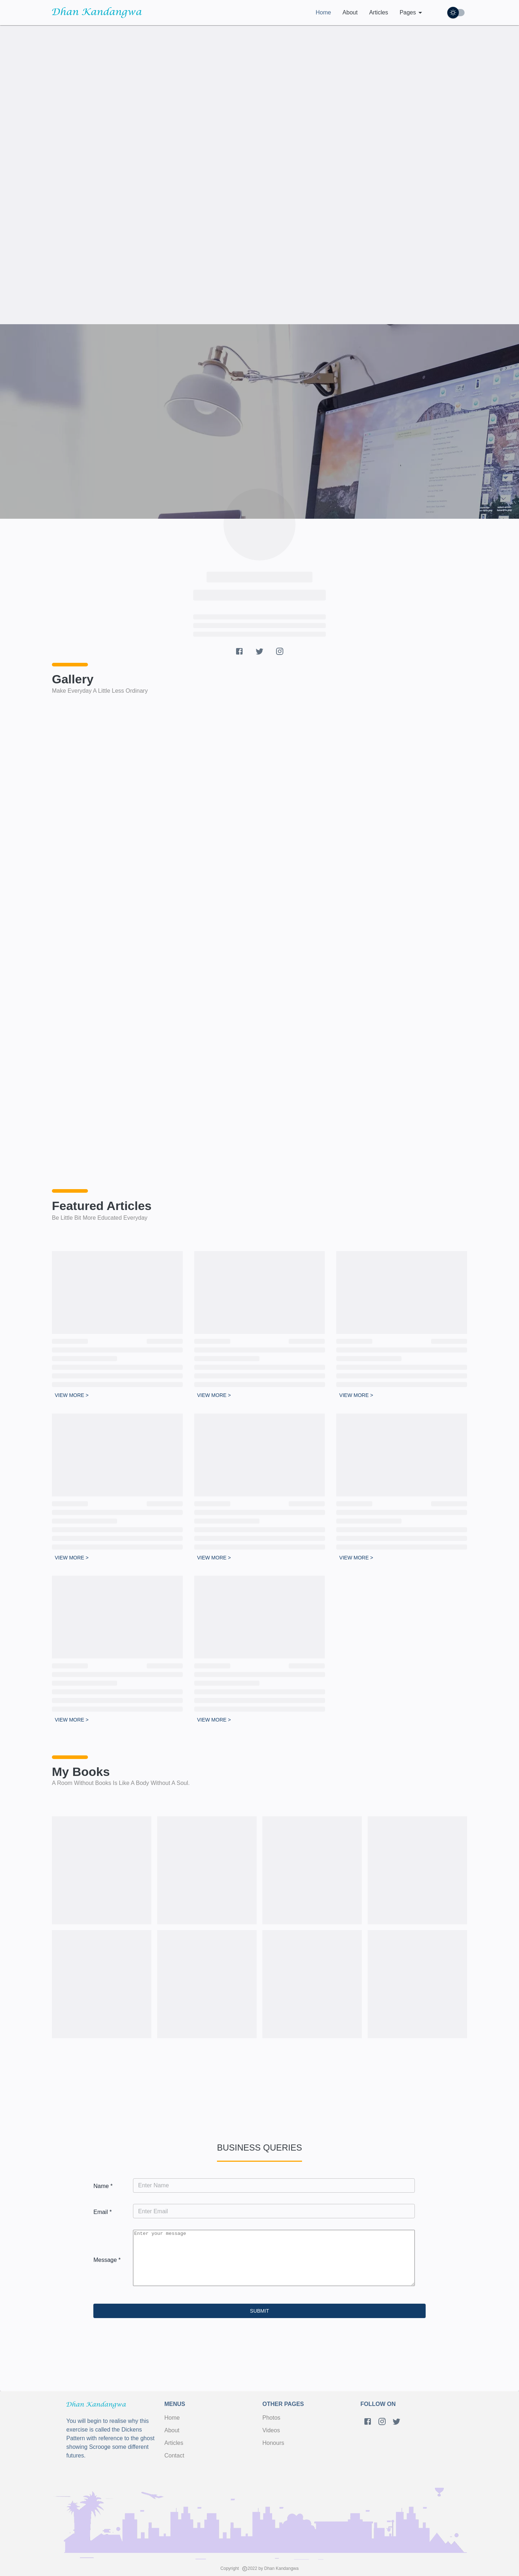 Dhan Kandangwa
Home About Articles Pages
Gallery
Make Everyday A Little Less Ordinary
Featured Articles
Be Little Bit More Educated Everyday
VIEW MORE > VIEW MORE > VIEW MORE >
VIEW MORE > VIEW MORE > VIEW MORE >
VIEW MORE > VIEW MORE >
My Books
A Room Without Books Is Like A Body Without A Soul.
BUSINESS QUERIES
Name * Enter Name
Email * Enter Email
Message * Enter your message
SUBMIT
Dhan Kandangwa
You will begin to realise why this
exercise is called the Dickens
Pattern with reference to the ghost
showing Scrooge some different
futures.
MENUS
Home
About
Articles
Contact
OTHER PAGES
Photos
Videos
Honours
FOLLOW ON
Copyright ©2022 by Dhan Kandangwa